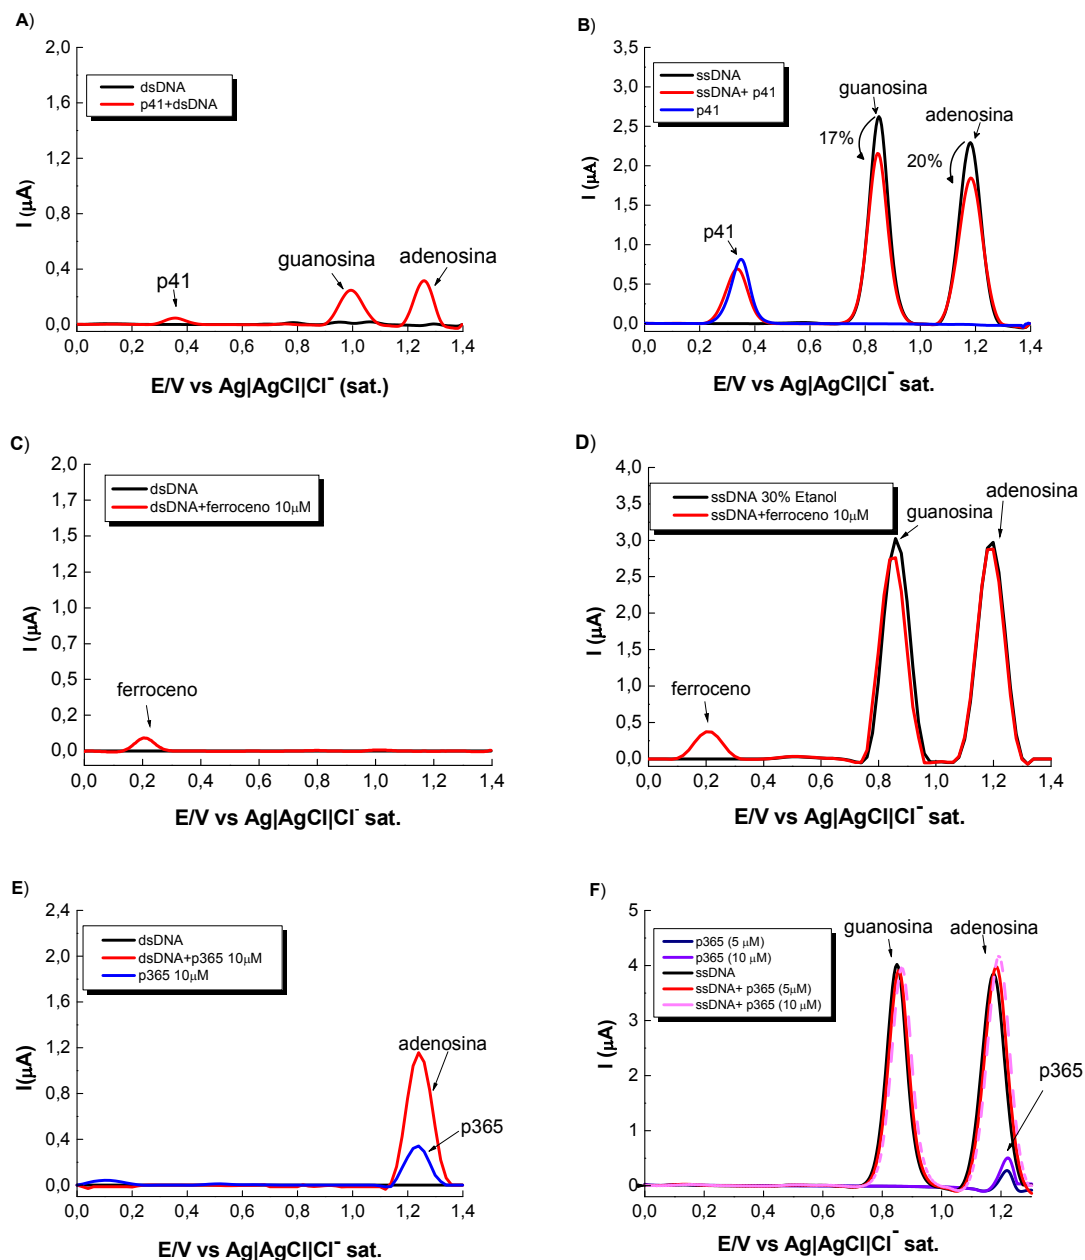 A)
2,0
1,6
1,2
0,8
0,4
0,0
I (µA)
dsDNA
p41+dsDNA
p41
guanosina
adenosina
0,0 0,2 0,4 0,6 0,8 1,0 1,2 1,4
E/V vs Ag|AgCl|Cl⁻ (sat.)
B)
3,5
3,0
2,5
2,0
1,5
1,0
0,5
0,0
I (µA)
ssDNA
ssDNA+ p41
p41
guanosina
adenosina
17%
20%
p41
0,0 0,2 0,4 0,6 0,8 1,0 1,2 1,4
E/V vs Ag|AgCl|Cl⁻ sat.
C)
2,0
1,7
1,5
1,2
1,0
0,7
0,5
0,2
0,0
I (µA)
dsDNA
dsDNA+ferroceno 10µM
ferroceno
0,0 0,2 0,4 0,6 0,8 1,0 1,2 1,4
E/V vs Ag|AgCl|Cl⁻ sat.
D)
4,0
3,5
3,0
2,5
2,0
1,5
1,0
0,5
0,0
I (µA)
ssDNA 30% Etanol
ssDNA+ferroceno 10µM
adenosina
guanosina
ferroceno
0,0 0,2 0,4 0,6 0,8 1,0 1,2 1,4
E/V vs Ag|AgCl|Cl⁻ sat.
E)
2,4
2,0
1,6
1,2
0,8
0,4
0,0
I(µA)
dsDNA
dsDNA+p365 10µM
p365 10µM
adenosina
p365
0,0 0,2 0,4 0,6 0,8 1,0 1,2 1,4
E/V vs Ag|AgCl|Cl⁻ sat.
F)
5
4
3
2
1
0
I (µA)
p365 (5 µM)
p365 (10 µM)
ssDNA
ssDNA+ p365 (5µM)
ssDNA+ p365 (10 µM)
guanosina
adenosina
p365
0,0 0,2 0,4 0,6 0,8 1,0 1,2
E/V vs Ag|AgCl|Cl⁻ sat.